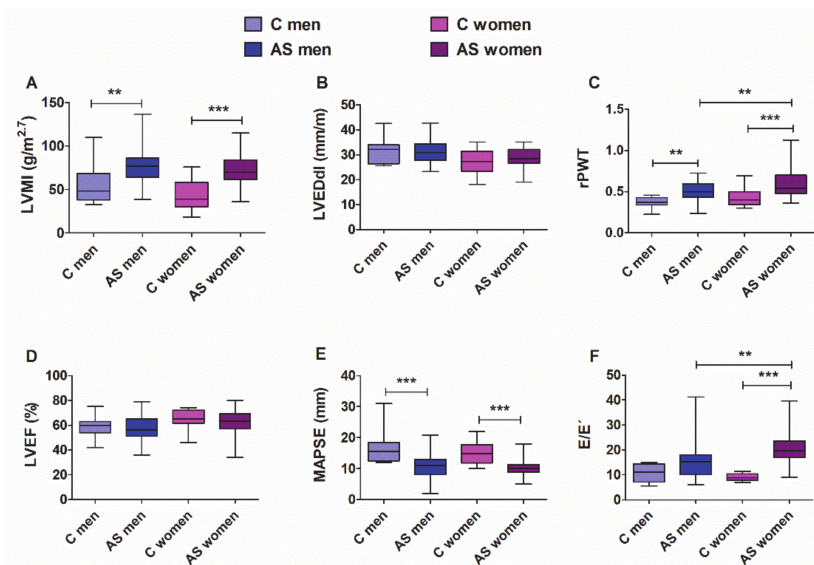 C men
C women
AS men
AS women
A
**
***
150
100
50
0
LVMI (g/m2.7)
C men
AS men
C women
AS women
B
50
40
30
20
10
0
LVEDdI (mm/m)
C men
AS men
C women
AS women
C
**
***
**
1.5
1.0
0.5
0.0
rPWT
C men
AS men
C women
AS women
D
100
80
60
40
20
0
LVEF (%)
C men
AS men
C women
AS women
E
***
***
40
30
20
10
0
MAPSE (mm)
C men
AS men
C women
AS women
F
**
***
50
40
30
20
10
0
E/E´
C men
AS men
C women
AS women